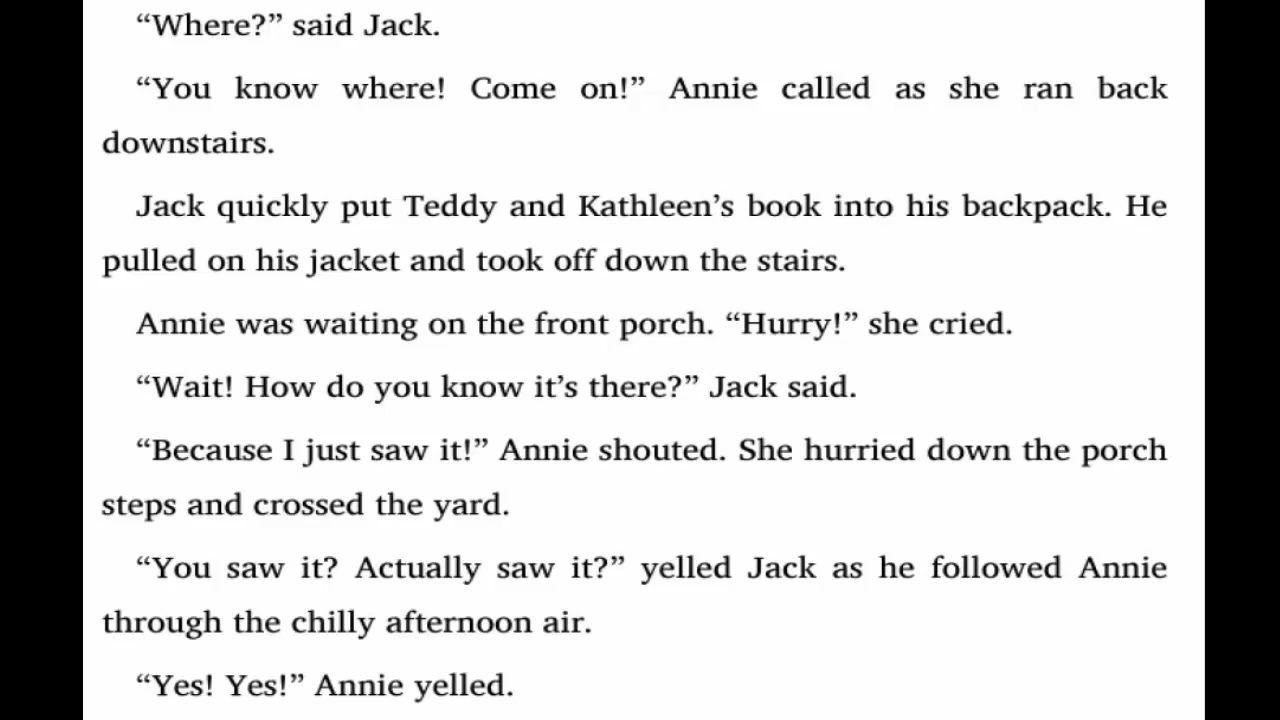 “Where?” said Jack.
“You know where! Come on!” Annie called as she ran back
downstairs.
Jack quickly put Teddy and Kathleen’s book into his backpack. He
pulled on his jacket and took off down the stairs.
Annie was waiting on the front porch. “Hurry!” she cried.
“Wait! How do you know it’s there?” Jack said.
“Because I just saw it!” Annie shouted. She hurried down the porch
steps and crossed the yard.
“You saw it? Actually saw it?” yelled Jack as he followed Annie
through the chilly afternoon air.
“Yes! Yes!” Annie yelled.